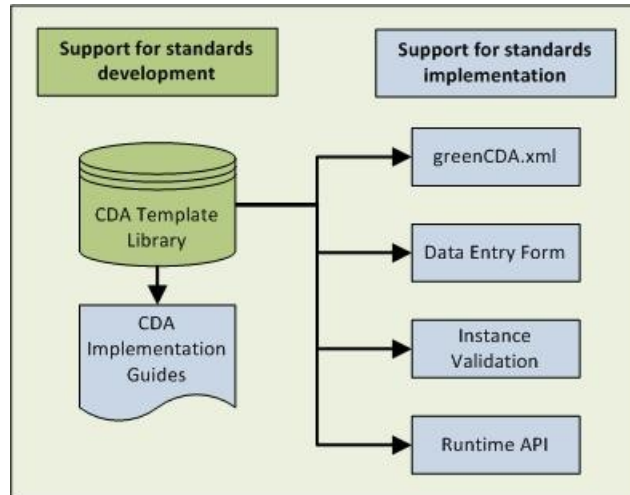 Support for standards
development
Support for standards
implementation
CDA Template
Library
CDA
Implementation
Guides
greenCDA.xml
Data Entry Form
Instance
Validation
Runtime API